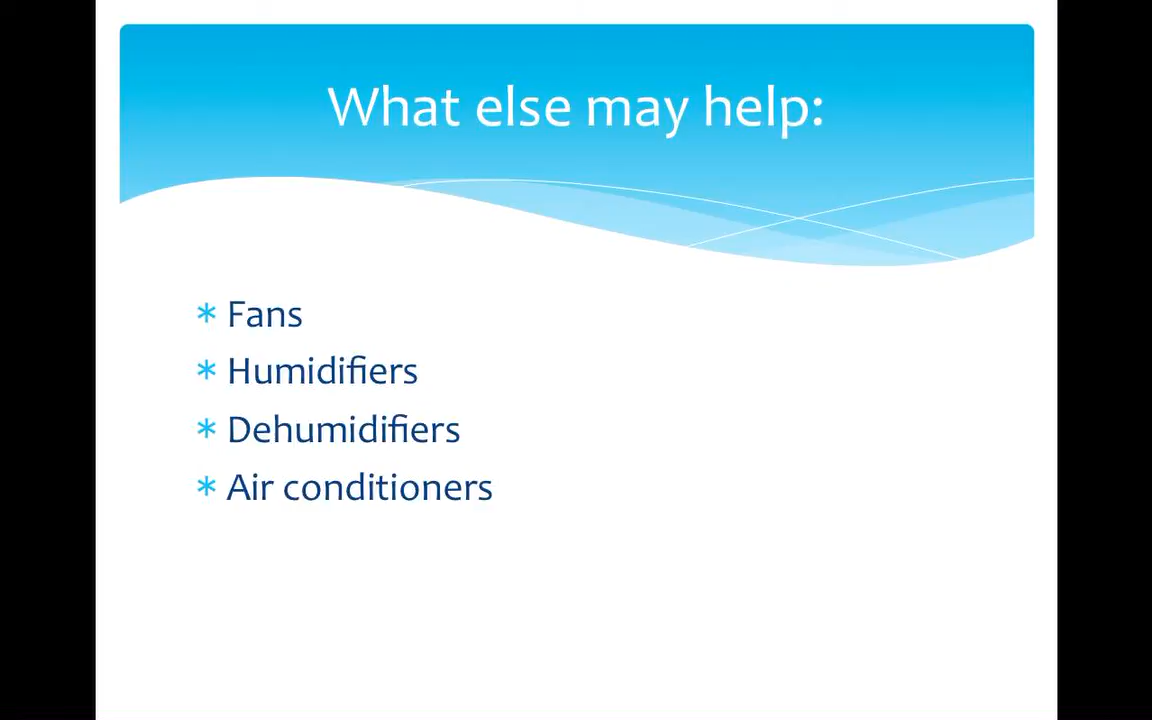 What else may help:
* Fans
* Humidifiers
* Dehumidifiers
* Air conditioners